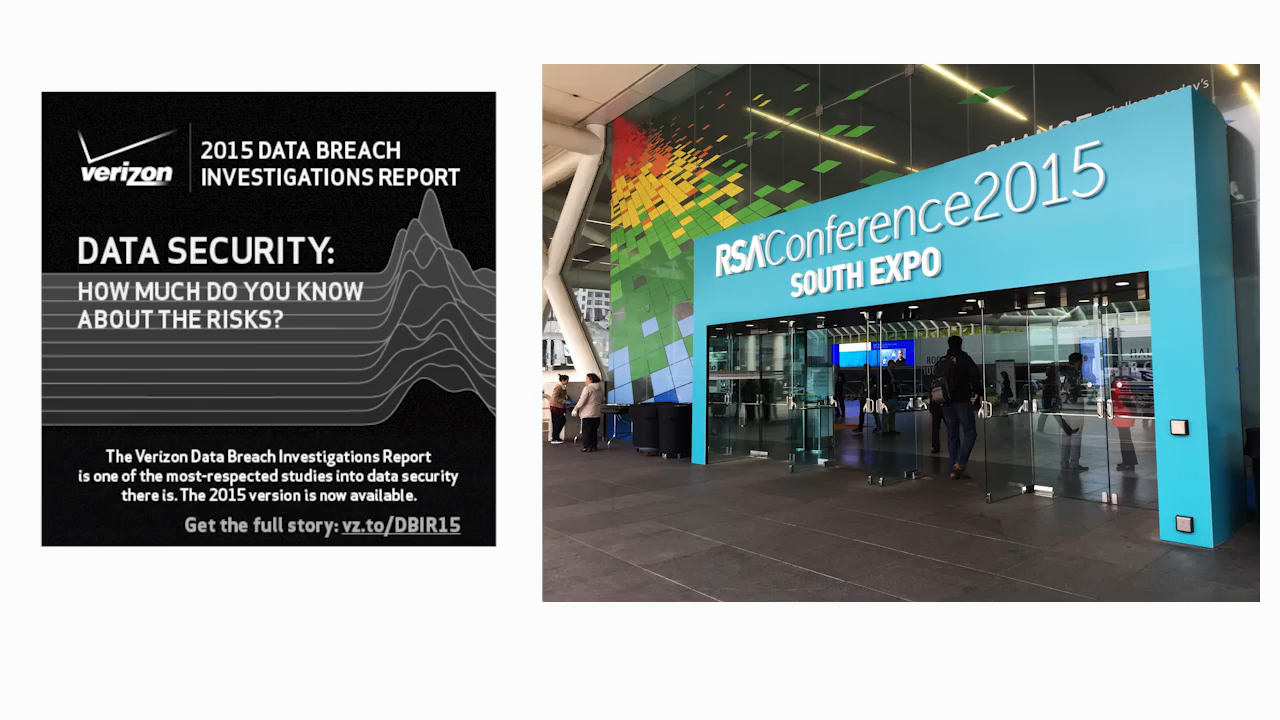 verizon
2015 DATA BREACH
INVESTIGATIONS REPORT
DATA SECURITY:
HOW MUCH DO YOU KNOW
ABOUT THE RISKS?
The Verizon Data Breach Investigations Report
is one of the most-respected studies into data security
there is. The 2015 version is now available.
Get the full story: vz.to/DBIR15
RSAConference2015
SOUTH EXPO